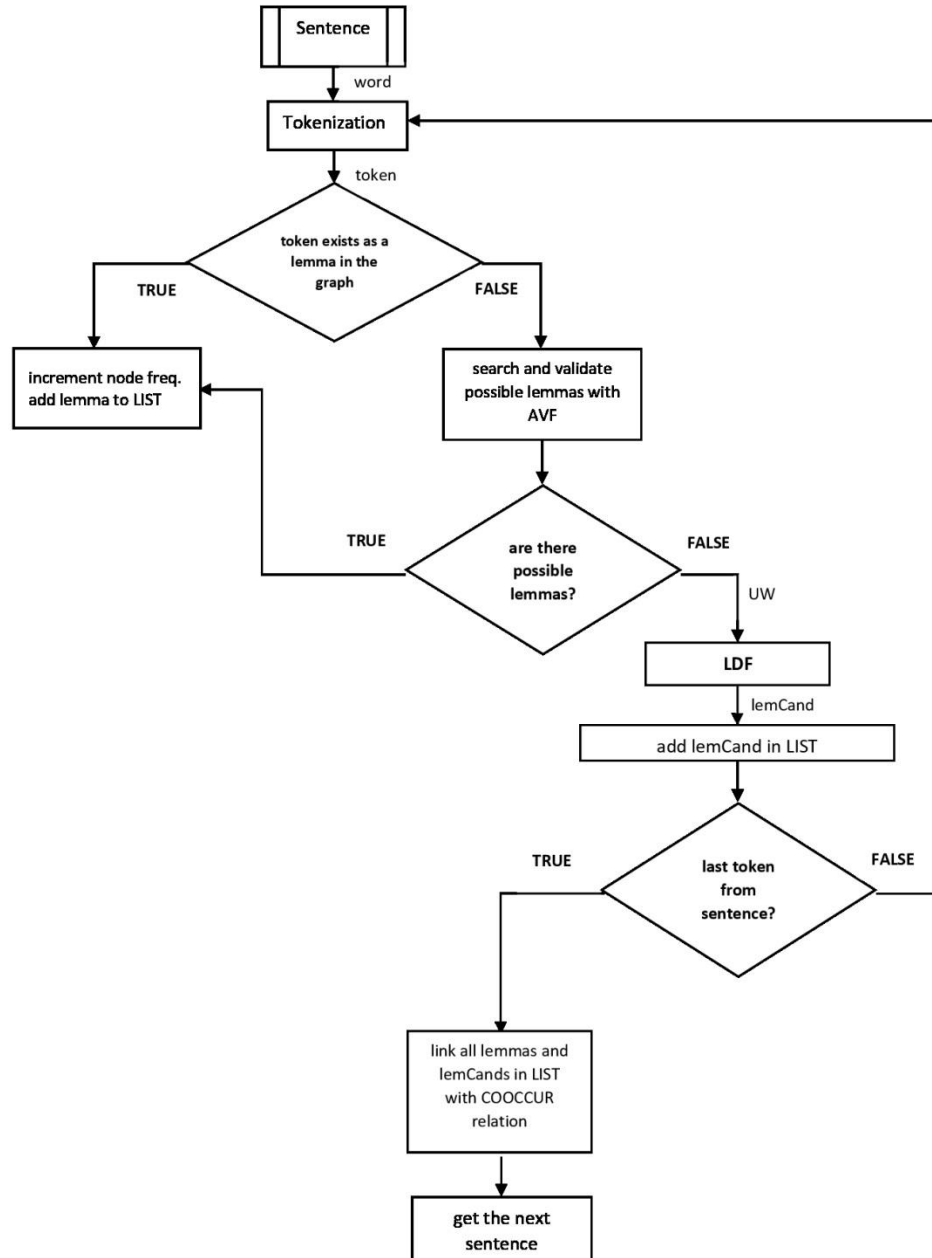 Sentence
word
Tokenization
token
token exists as a
lemma in the
graph
TRUE
FALSE
increment node freq.
add lemma to LIST
search and validate
possible lemmas with
AVF
TRUE
FALSE
are there
possible
lemmas?
UW
LDF
lemCand
add lemCand in LIST
TRUE
FALSE
last token
from
sentence?
link all lemmas and
lemCands in LIST
with COOCCUR
relation
get the next
sentence